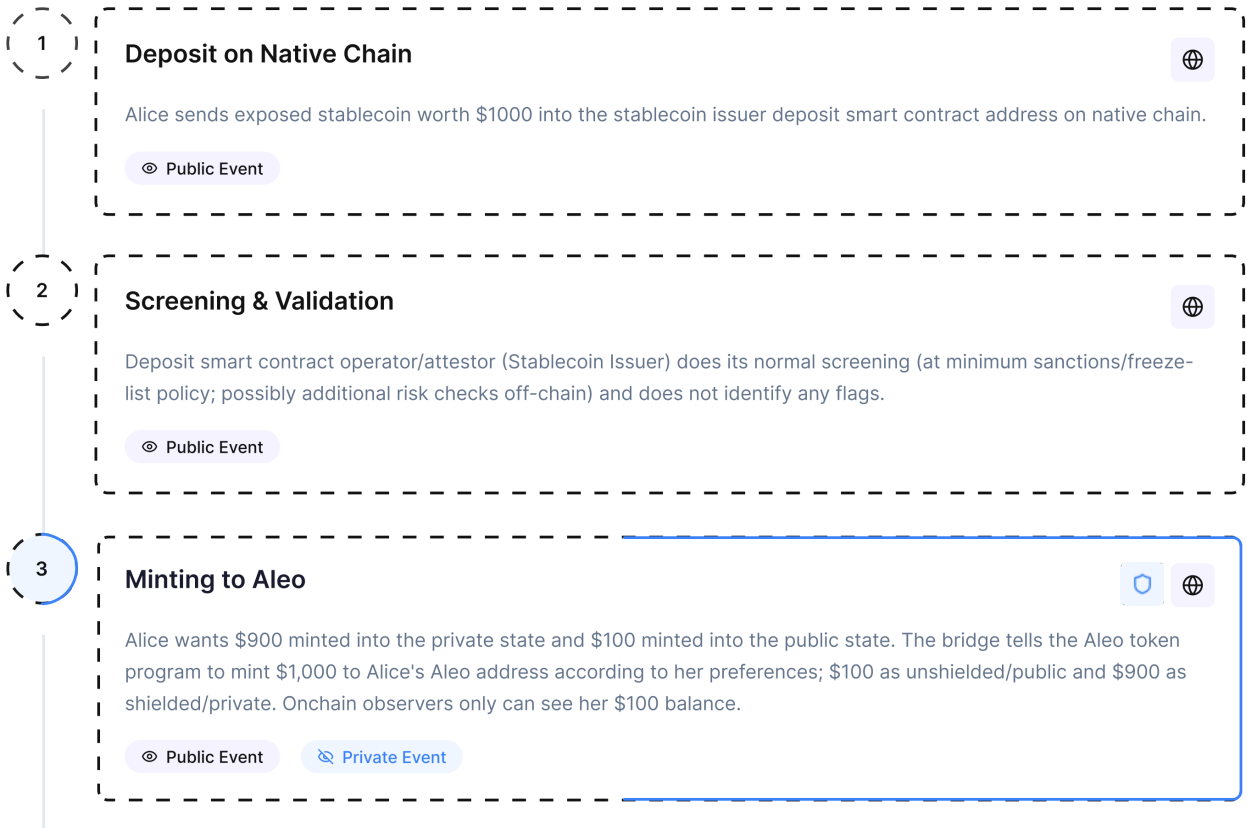 1
Deposit on Native Chain
Alice sends exposed stablecoin worth $1000 into the stablecoin issuer deposit smart contract address on native chain.
Public Event
2
Screening & Validation
Deposit smart contract operator/attestor (Stablecoin Issuer) does its normal screening (at minimum sanctions/freeze-
list policy; possibly additional risk checks off-chain) and does not identify any flags.
Public Event
3
Minting to Aleo
Alice wants $900 minted into the private state and $100 minted into the public state. The bridge tells the Aleo token
program to mint $1,000 to Alice's Aleo address according to her preferences; $100 as unshielded/public and $900 as
shielded/private. Onchain observers only can see her $100 balance.
Public Event Private Event